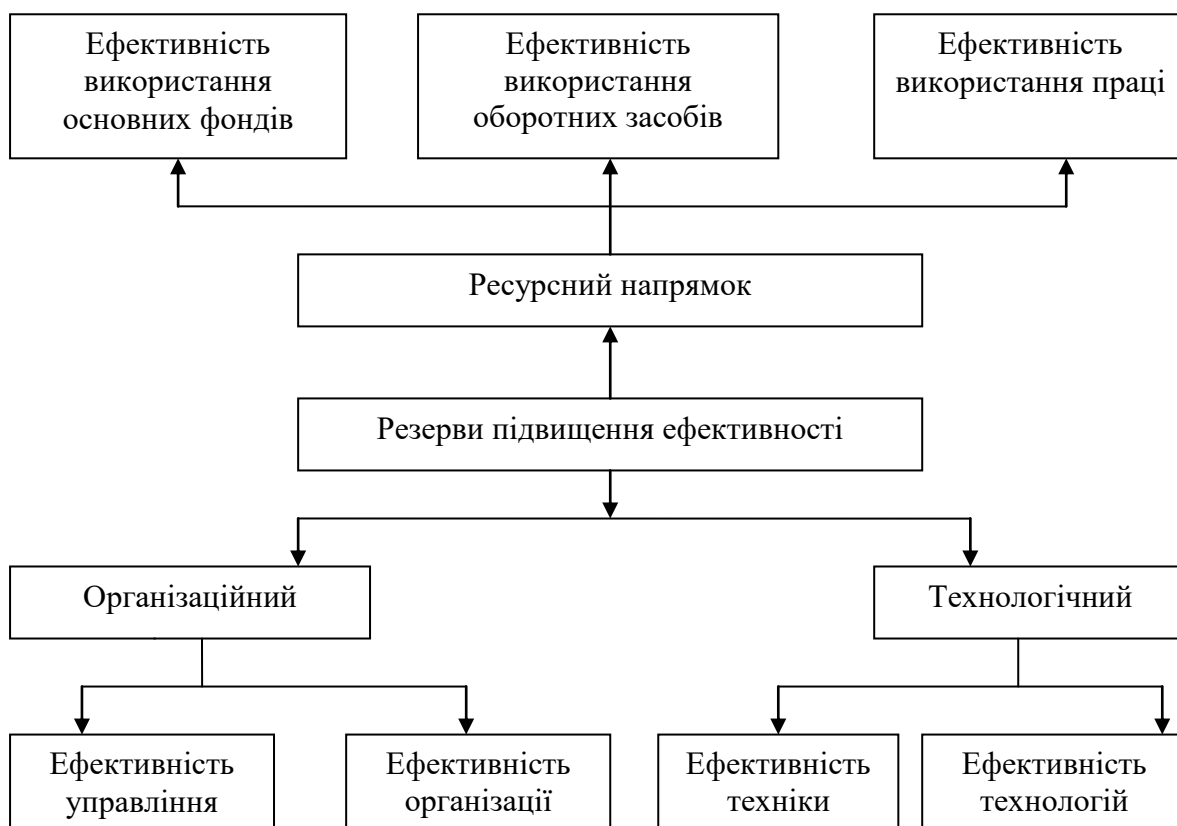 Ефективність
використання
основних фондів
Ефективність
використання
оборотних засобів
Ефективність
використання праці
Ресурсний напрямок
Резерви підвищення ефективності
Організаційний
Технологічний
Ефективність
управління
Ефективність
організації
Ефективність
техніки
Ефективність
технологій